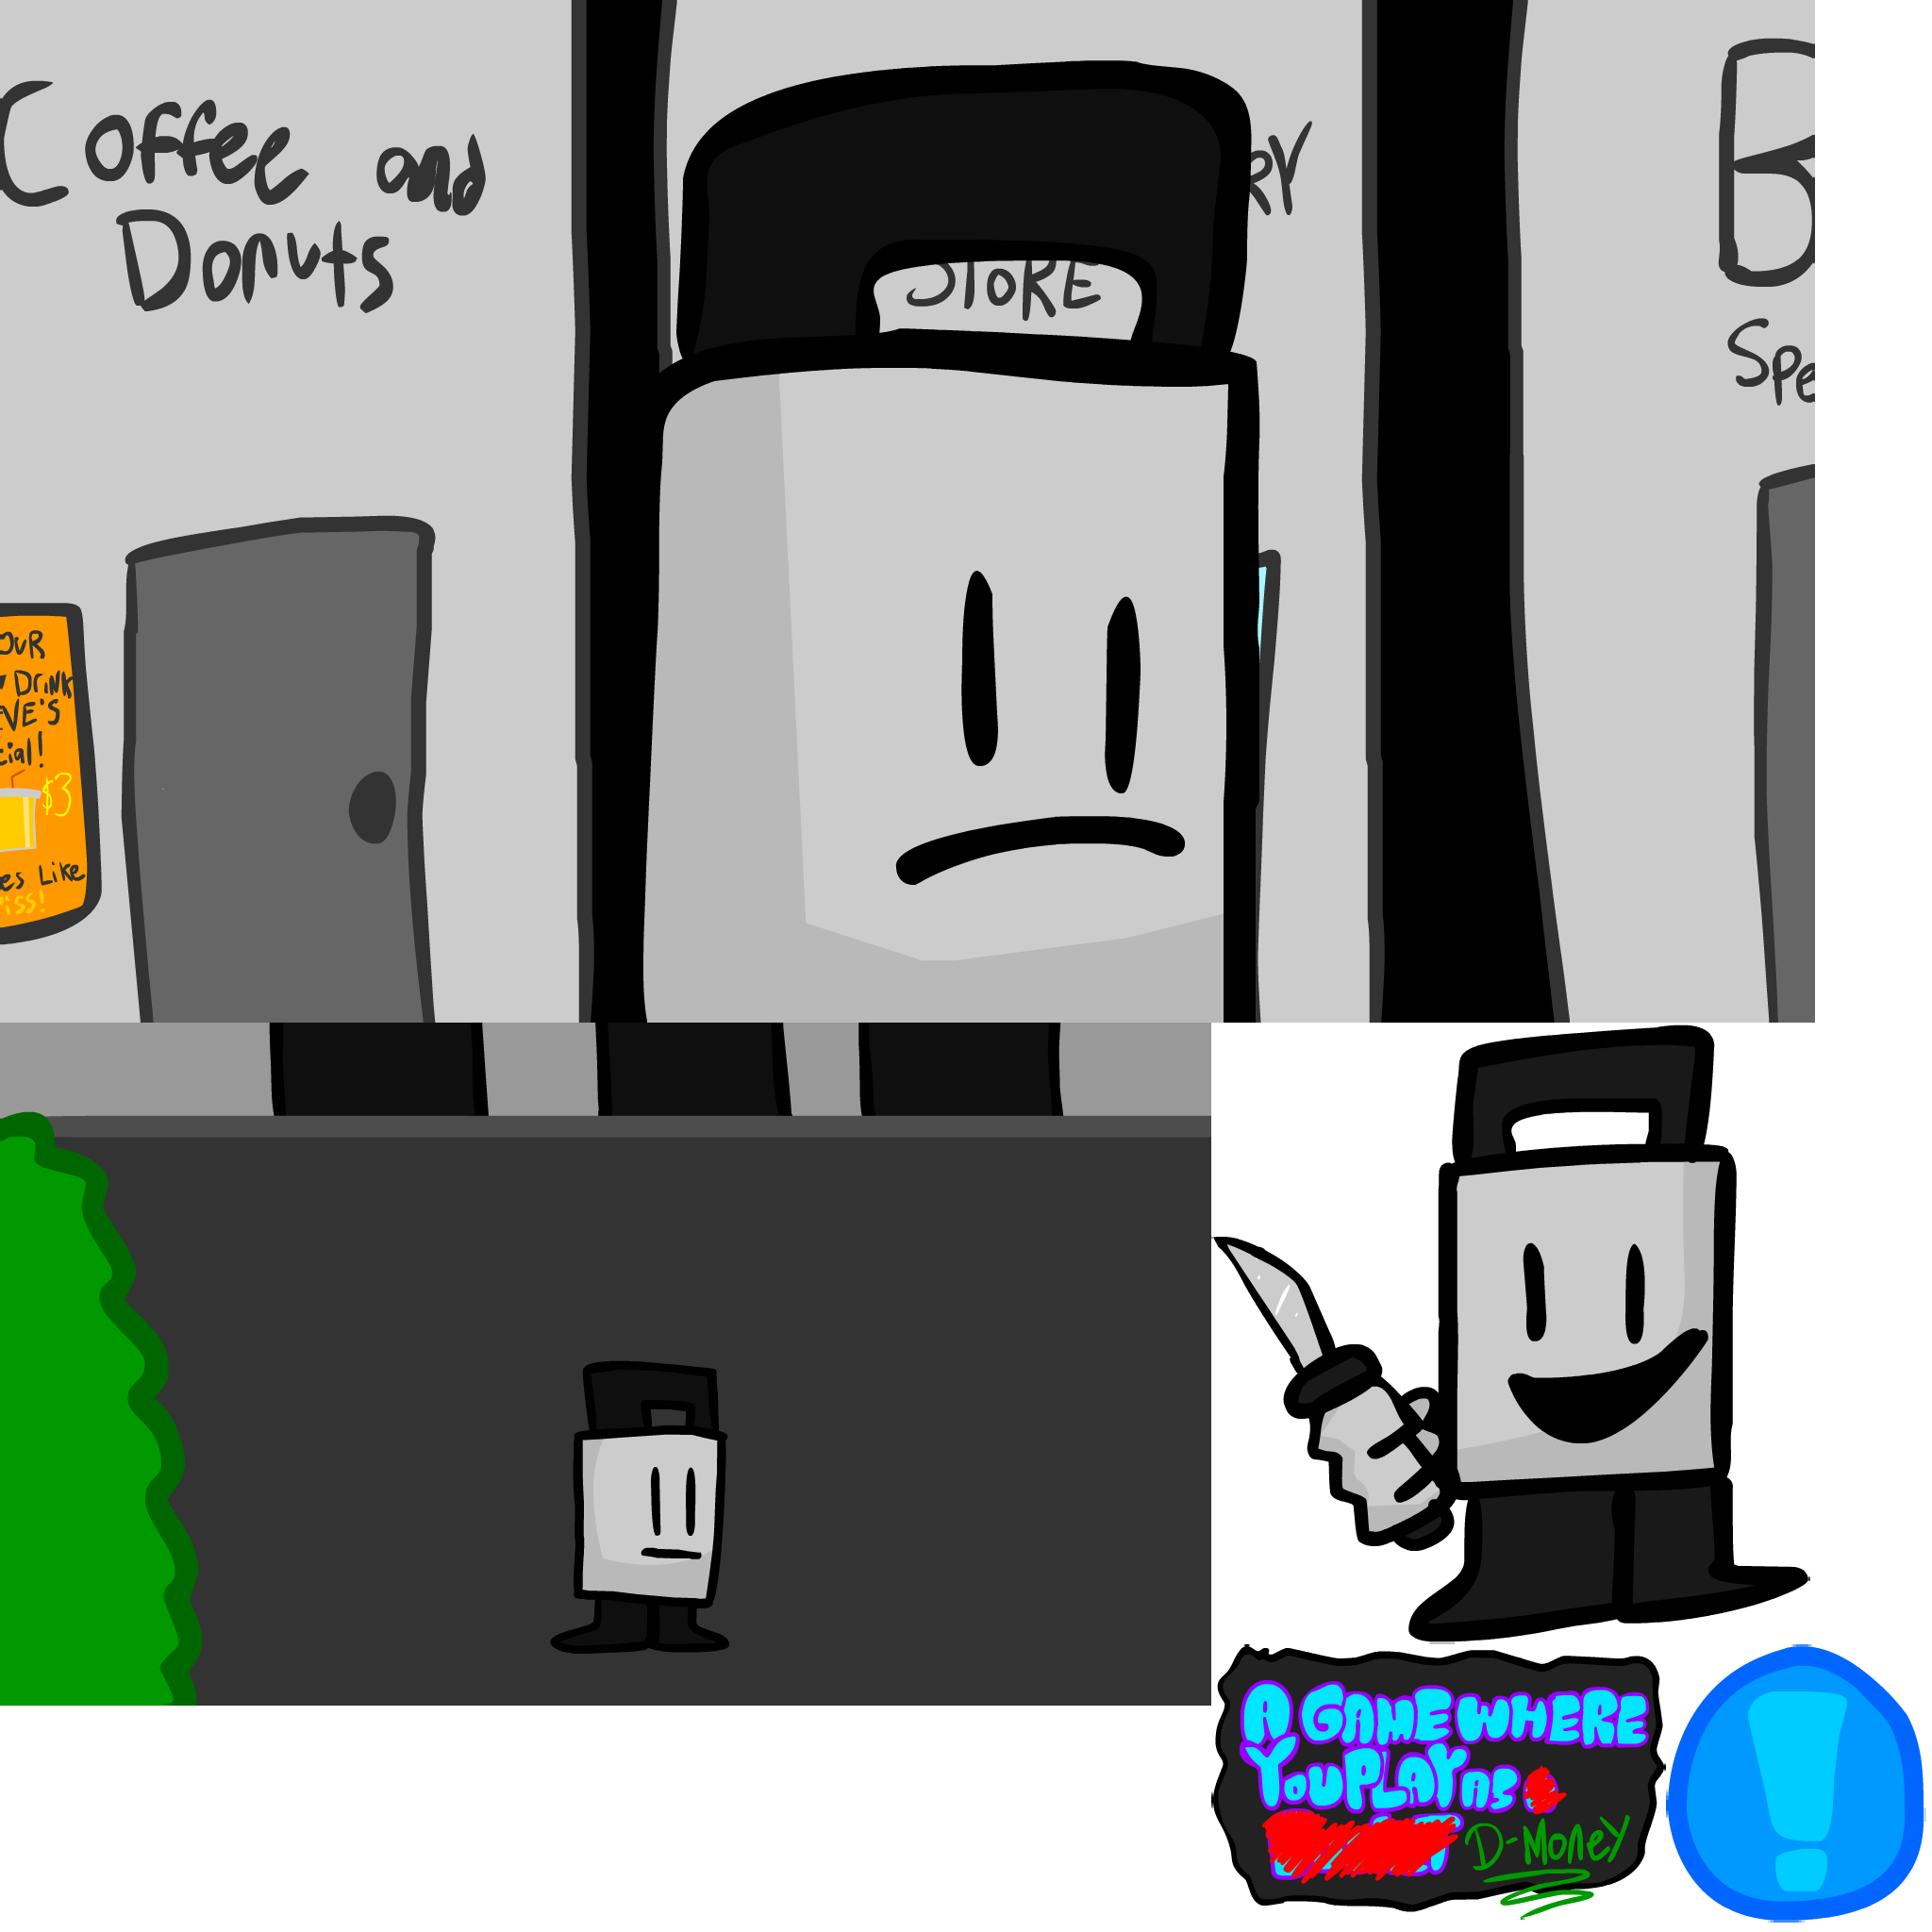 Coffee and
Donuts
RY
STORE
B
Spe
OUR
Drink
VE'S
cial!
$3
es Like
Piss!
A GAME WHERE
You PLAY AS
D-MoNeY
!